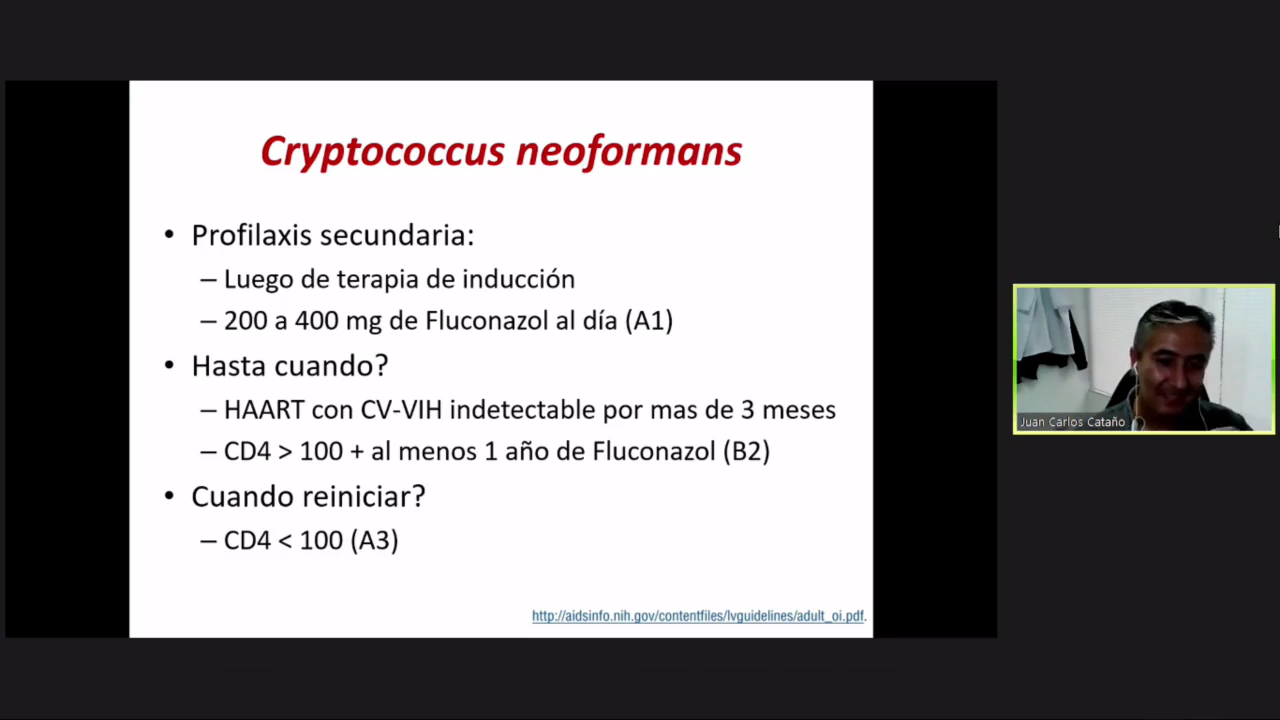 Cryptococcus neoformans
• Profilaxis secundaria:
– Luego de terapia de inducción
– 200 a 400 mg de Fluconazol al día (A1)
• Hasta cuando?
– HAART con CV-VIH indetectable por mas de 3 meses
– CD4 > 100 + al menos 1 año de Fluconazol (B2)
• Cuando reiniciar?
– CD4 < 100 (A3)
http://aidsinfo.nih.gov/contentfiles/lvguidelines/adult_oi.pdf.
Juan Carlos Cataño